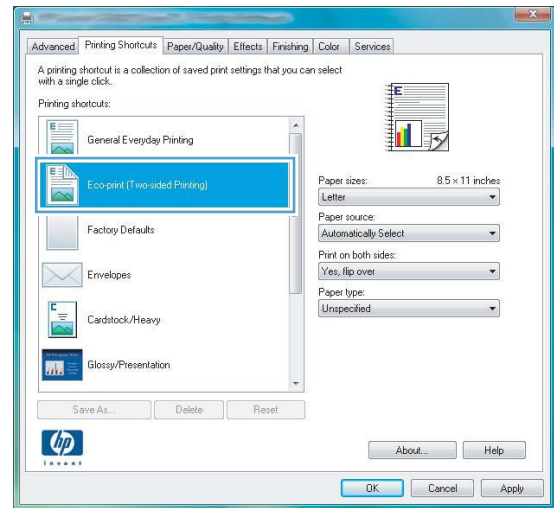 Advanced Printing Shortcuts Paper/Quality Effects Finishing Color Services
A printing shortcut is a collection of saved print settings that you can select
with a single click.
Printing shortcuts:
E
General Everyday Printing
Eco-print (Two-sided Printing)
Factory Defaults
Envelopes
Cardstock/Heavy
Glossy/Presentation
Save As... Delete Reset
E
Paper sizes: 8.5 × 11 inches
Letter
Paper source:
Automatically Select
Print on both sides:
Yes, flip over
Paper type:
Unspecified
hp
invent
About... Help
OK Cancel Apply